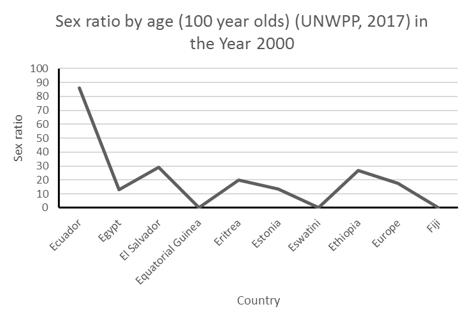 Sex ratio by age (100 year olds) (UNWPP, 2017) in
the Year 2000
100
90
80
70
60
50
40
30
20
10
0
Sex ratio
Ecuador
Egypt
El Salvador
Equatorial Guinea
Eritrea
Estonia
Eswatini
Ethiopia
Europe
Fiji
Country